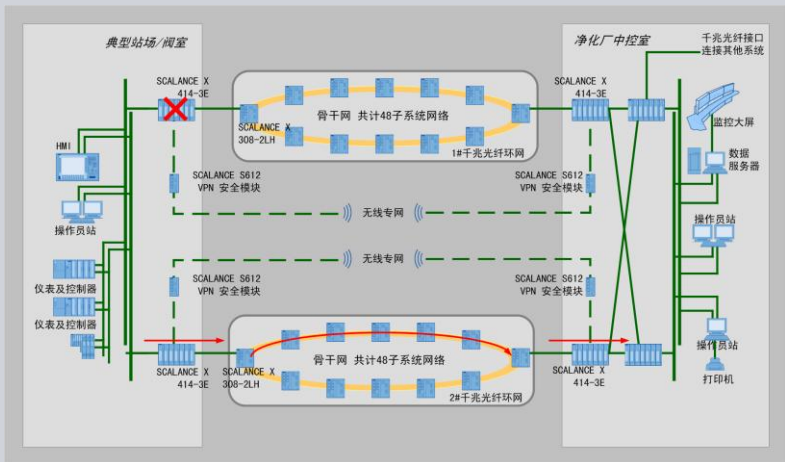 典型站场/阀室
净化厂中控室
千兆光纤接口
连接其他系统
SCALANCE X
414-3E
SCALANCE X
414-3E
骨干网 共计48子系统网络
SCALANCE X
308-2LH
1#千兆光纤环网
监控大屏
HMI
数据
服务器
SCALANCE S612
VPN 安全模块
SCALANCE S612
VPN 安全模块
无线专网
操作员站
操作员站
无线专网
仪表及控制器
SCALANCE S612
VPN 安全模块
SCALANCE S612
VPN 安全模块
仪表及控制器
骨干网 共计48子系统网络
操作员站
SCALANCE X
414-3E
SCALANCE X
308-2LH
SCALANCE X
414-3E
打印机
2#千兆光纤环网